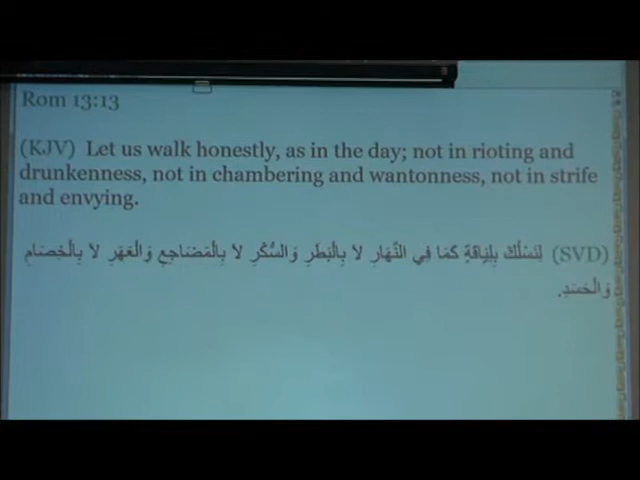 Rom 13:13
(KJV) Let us walk honestly, as in the day; not in rioting and
drunkenness, not in chambering and wantonness, not in strife
and envying.
(SVD) لِنَسْلُكْ بِلِيَاقَةٍ كَمَا فِي النَّهَارِ لاَ بِالْبَطَرِ وَالسُّكْرِ لاَ بِالْمَضَاجِعِ وَالْعَهَرِ لاَ بِالْخِصَامِ
وَالْحَسَدِ.